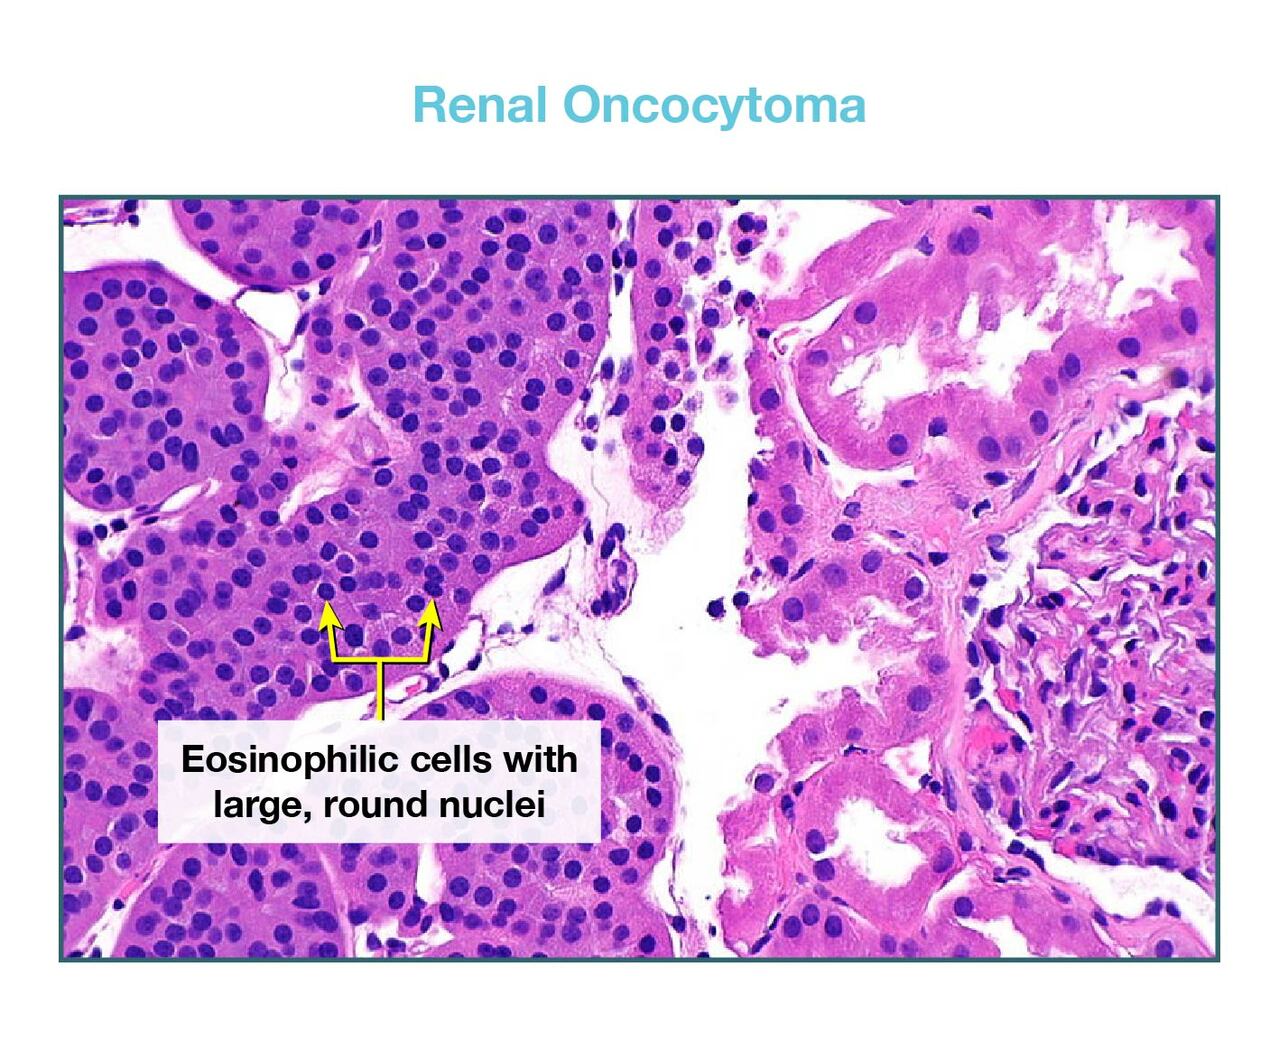 Renal Oncocytoma
Eosinophilic cells with
large, round nuclei